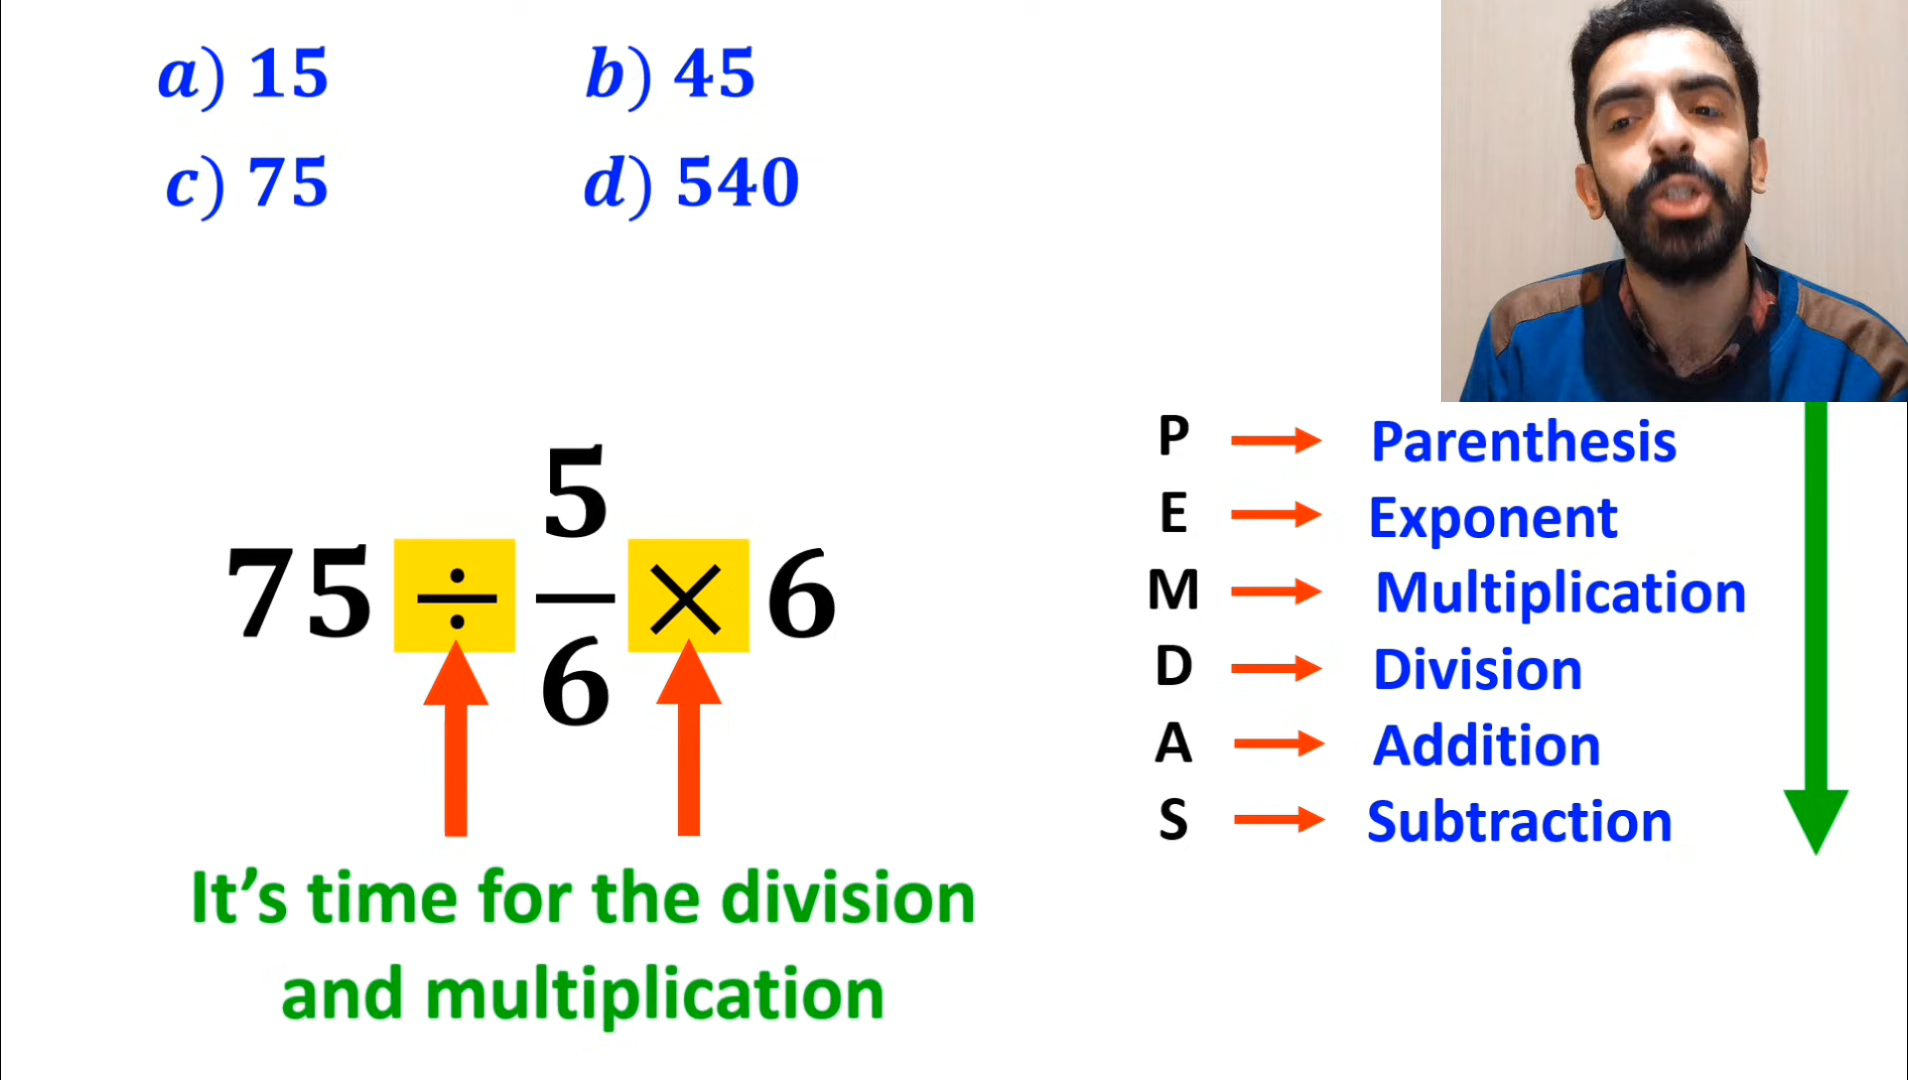 a) 15 b) 45
c) 75 d) 540
75 ÷ 5/6 × 6
It's time for the division
and multiplication
P → Parenthesis
E → Exponent
M → Multiplication
D → Division
A → Addition
S → Subtraction